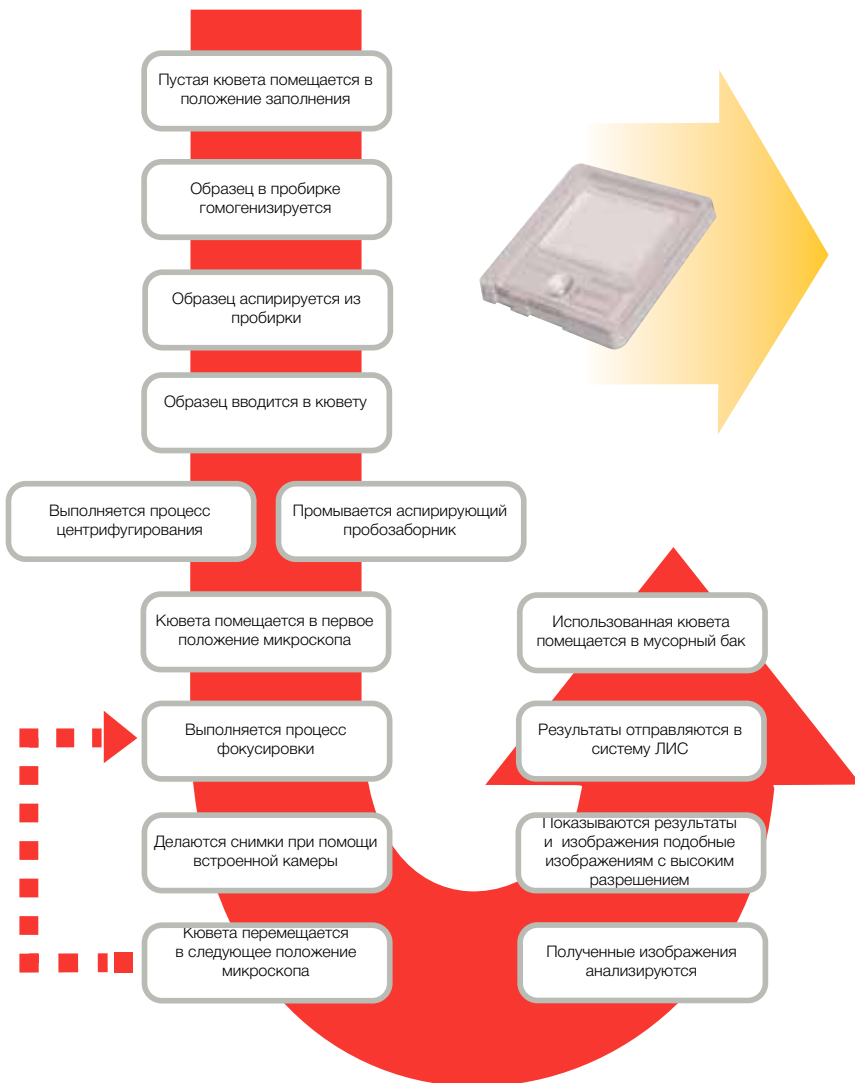 Пустая кювета помещается в
положение заполнения
Образец в пробирке
гомогенизируется
Образец аспирируется из
пробирки
Образец вводится в кювету
Выполняется процесс
центрифугирования
Промывается аспирирующий
пробозаборник
Кювета помещается в первое
положение микроскопа
Выполняется процесс
фокусировки
Делаются снимки при помощи
встроенной камеры
Кювета перемещается
в следующее положение
микроскопа
Полученные изображения
анализируются
Показываются результаты
и изображения подобные
изображениям с высоким
разрешением
Результаты отправляются в
систему ЛИС
Использованная кювета
помещается в мусорный бак